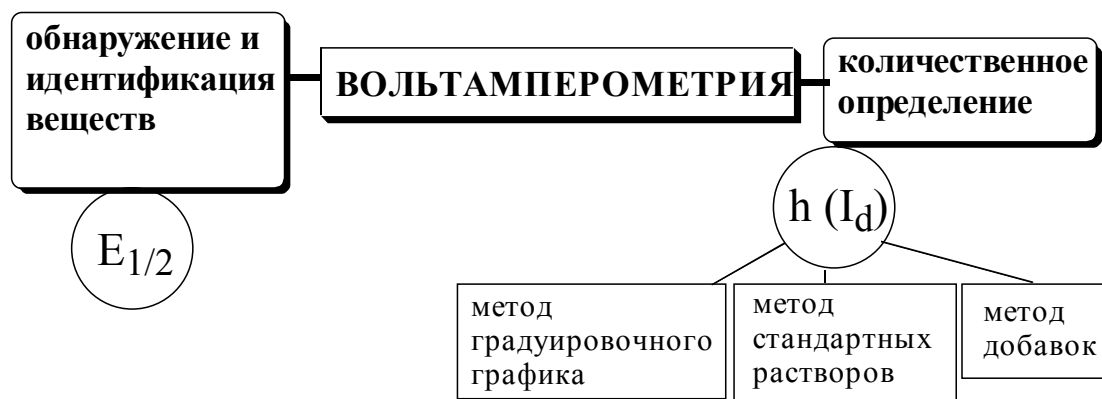 обнаружение и
идентификация
веществ
ВОЛЬТАМПЕРОМЕТРИЯ
количественное
определение
E1/2
h (Id)
метод
градуировочного
графика
метод
стандартных
растворов
метод
добавок